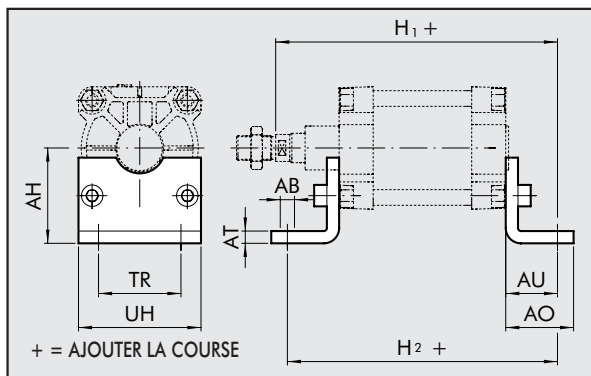 H₁ +
AH
AB
AT
TR
AU
UH
AO
H₂ +
+ = AJOUTER LA COURSE